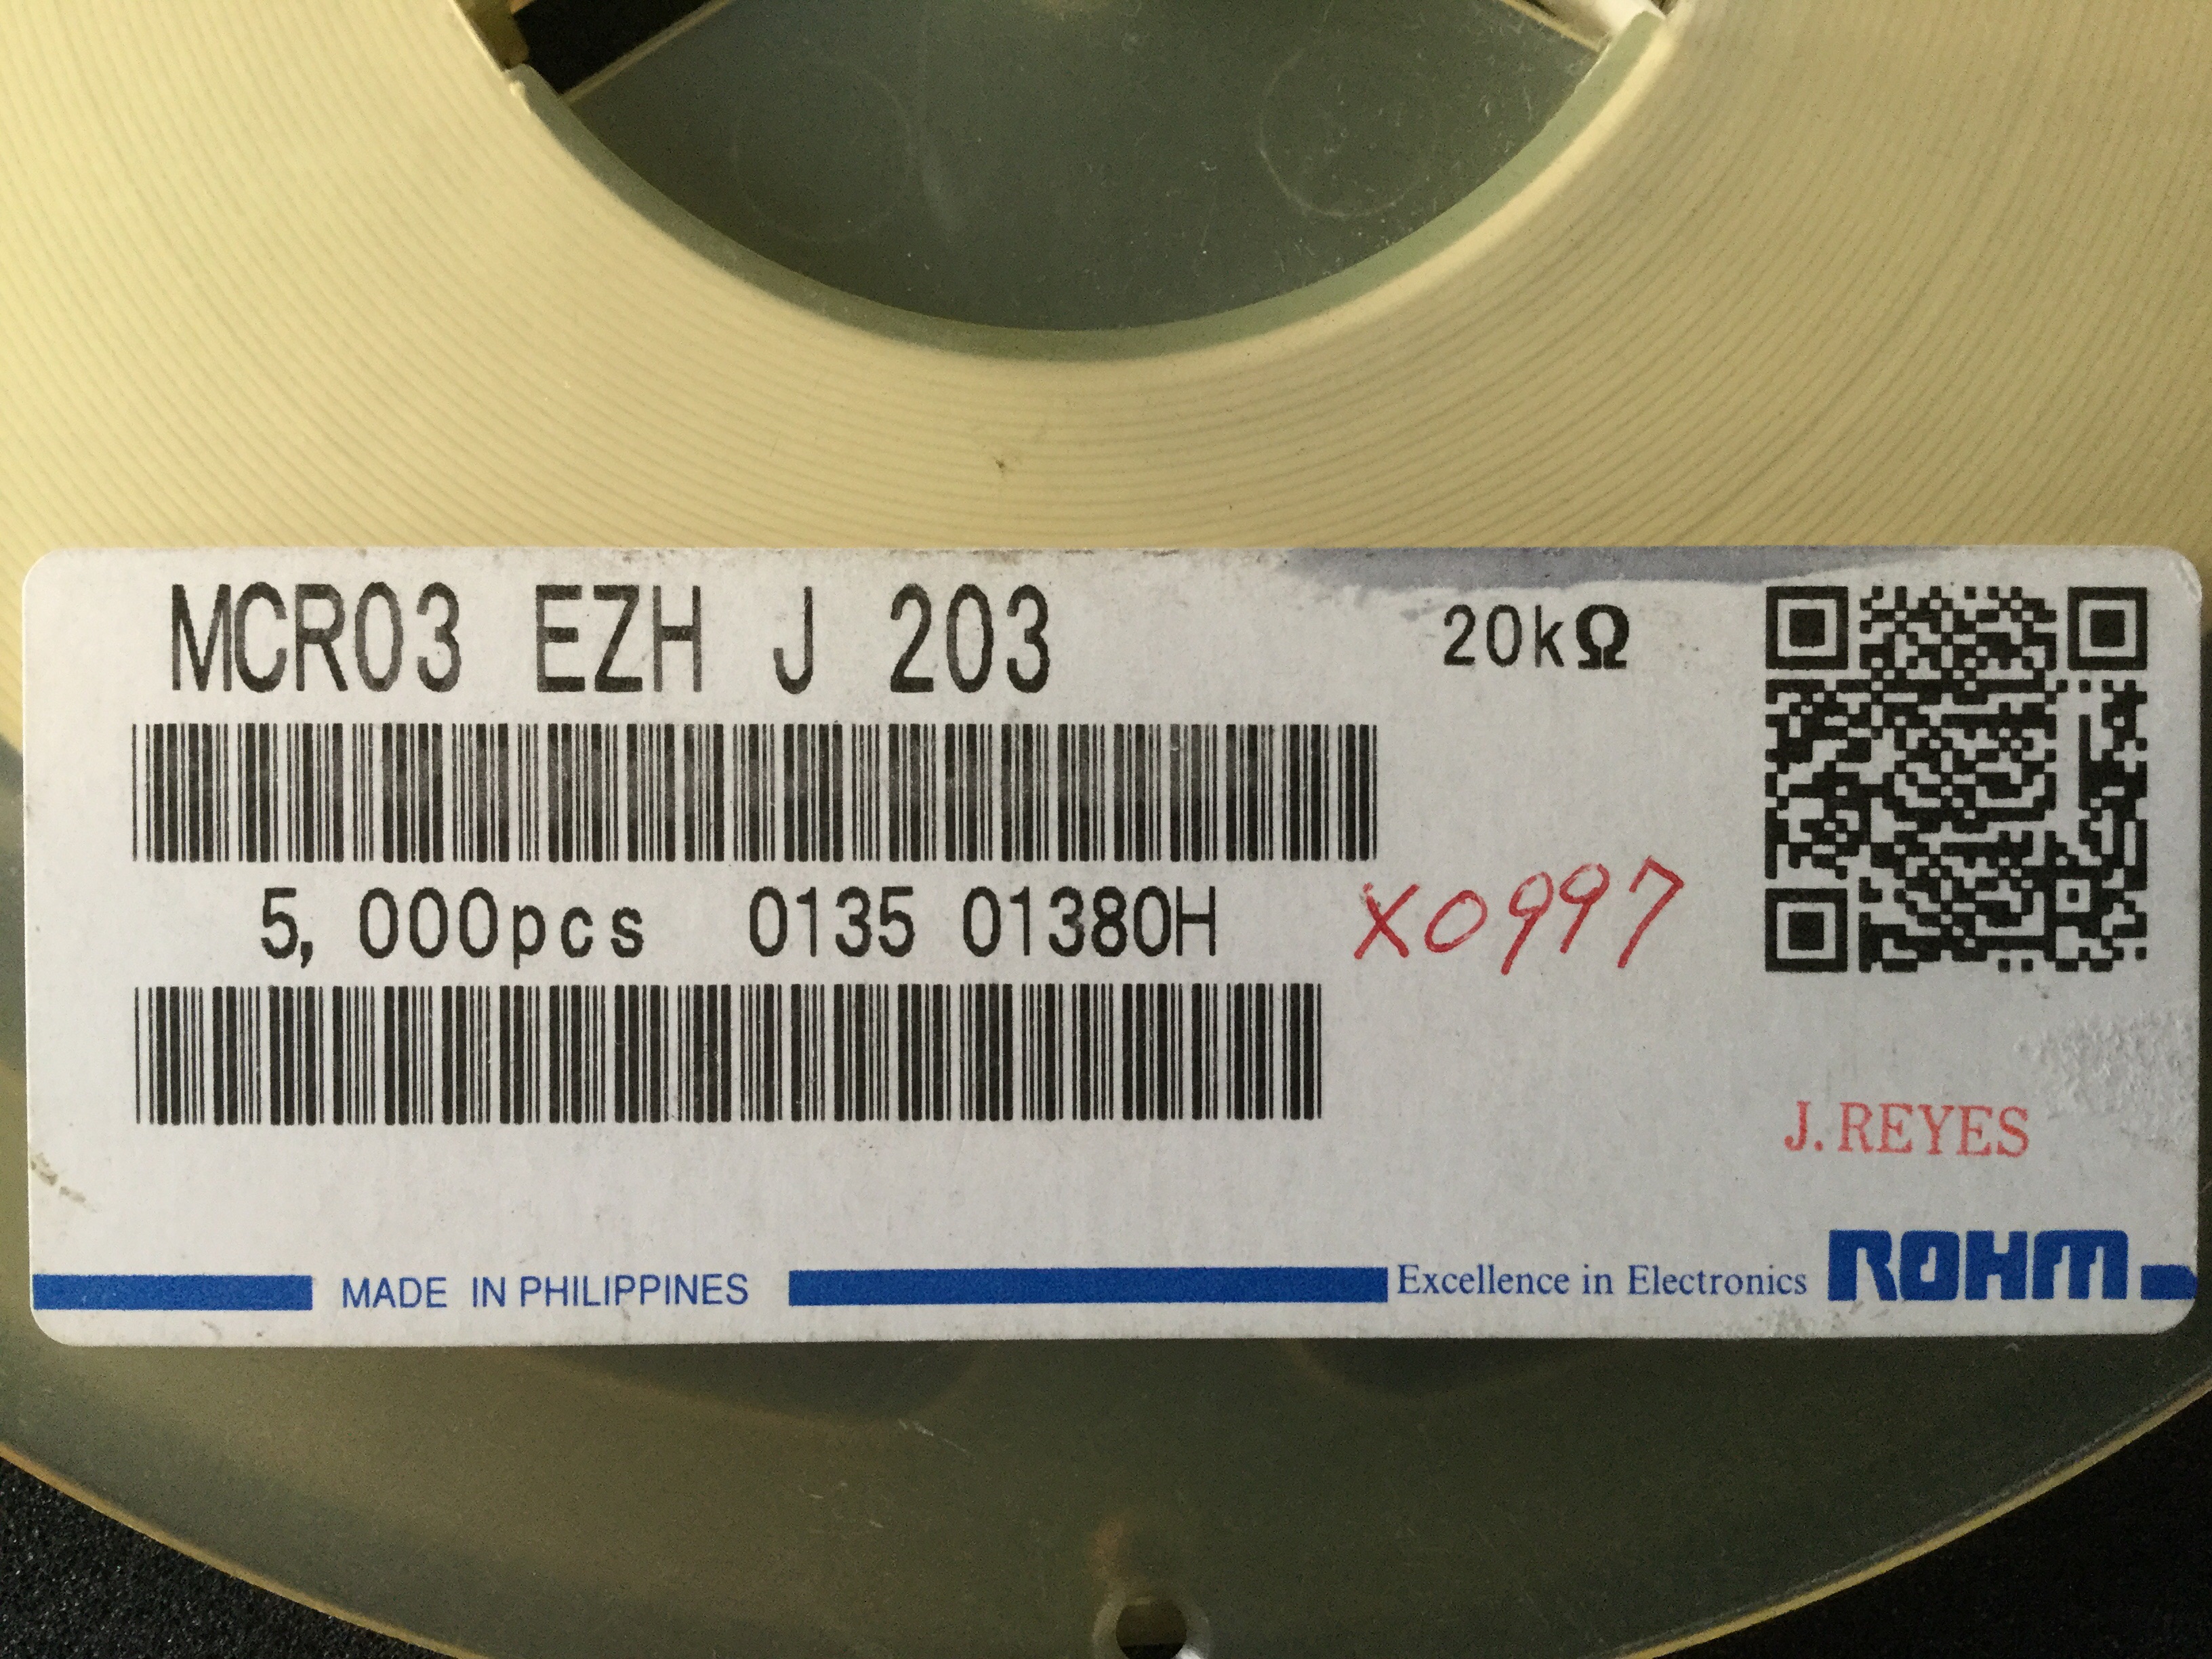 MCR03 EZH J 203 20kΩ
5,000pcs 0135 01380H X0997
J.REYES
MADE IN PHILIPPINES Excellence in Electronics ROHM